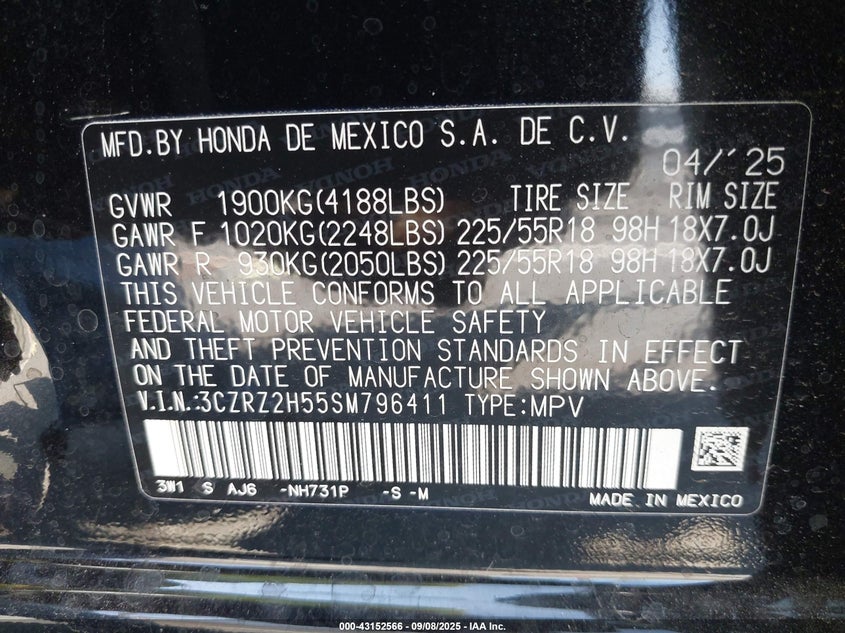 MFD.BY HONDA DE MEXICO S.A. DE C.V.
04/'25
GVWR 1900KG(4188LBS) TIRE SIZE RIM SIZE
GAWR F 1020KG(2248LBS) 225/55R18 98H 18X7.0J
GAWR R 930KG(2050LBS) 225/55R18 98H 18X7.0J
THIS VEHICLE CONFORMS TO ALL APPLICABLE
FEDERAL MOTOR VEHICLE SAFETY
AND THEFT PREVENTION STANDARDS IN EFFECT
ON THE DATE OF MANUFACTURE SHOWN ABOVE.
V.I.N.:3CZRZ2H55SM796411 TYPE:MPV
3W1 S AJ6 -NH731P -S -M
MADE IN MEXICO
000-43152566 - 09/08/2025 - IAA Inc.